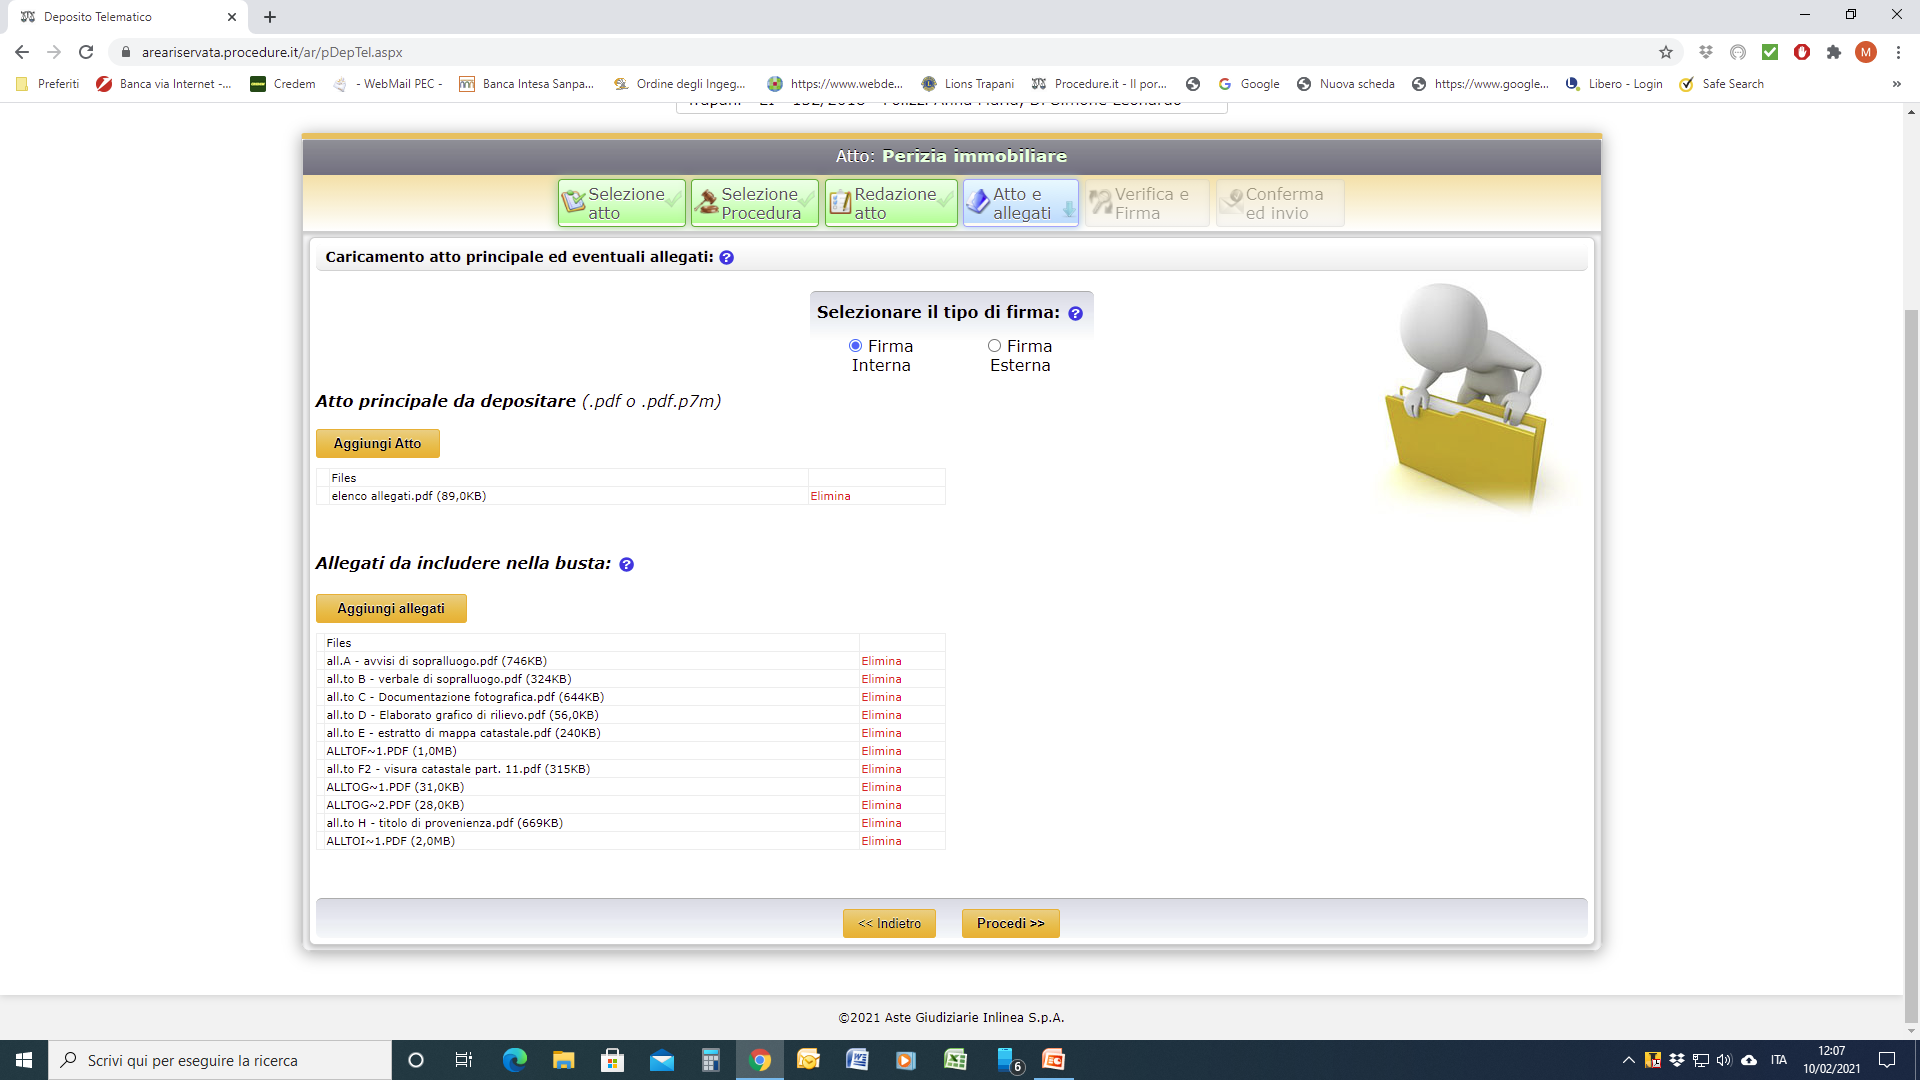 Deposito Telematico
areariservata.procedure.it/ar/pDepTel.aspx
M
Preferiti
Banca via Internet -...
Credem
- WebMail PEC -
Banca Intesa Sanpa...
Ordine degli Ingeg...
https://www.webde...
Lions Trapani
Procedure.it - Il por...
Google
Nuova scheda
https://www.google...
Libero - Login
Safe Search
»
Atto: Perizia immobiliare
Selezione atto
Selezione Procedura
Redazione atto
Atto e allegati
Verifica e Firma
Conferma ed invio
Caricamento atto principale ed eventuali allegati: ?
Selezionare il tipo di firma: ?
Firma Interna
Firma Esterna
Atto principale da depositare (.pdf o .pdf.p7m)
Aggiungi Atto
Files
elenco allegati.pdf (89,0KB) Elimina
Allegati da includere nella busta: ?
Aggiungi allegati
Files
all.A - avvisi di sopralluogo.pdf (746KB) Elimina
all.to B - verbale di sopralluogo.pdf (324KB) Elimina
all.to C - Documentazione fotografica.pdf (644KB) Elimina
all.to D - Elaborato grafico di rilievo.pdf (56,0KB) Elimina
all.to E - estratto di mappa catastale.pdf (240KB) Elimina
ALLTOF~1.PDF (1,0MB) Elimina
all.to F2 - visura catastale part. 11.pdf (315KB) Elimina
ALLTOG~1.PDF (31,0KB) Elimina
ALLTOG~2.PDF (28,0KB) Elimina
all.to H - titolo di provenienza.pdf (669KB) Elimina
ALLTOI~1.PDF (2,0MB) Elimina
<< Indietro
Procedi >>
©2021 Aste Giudiziarie Inlinea S.p.A.
Scrivi qui per eseguire la ricerca
6
ITA
12:07
10/02/2021